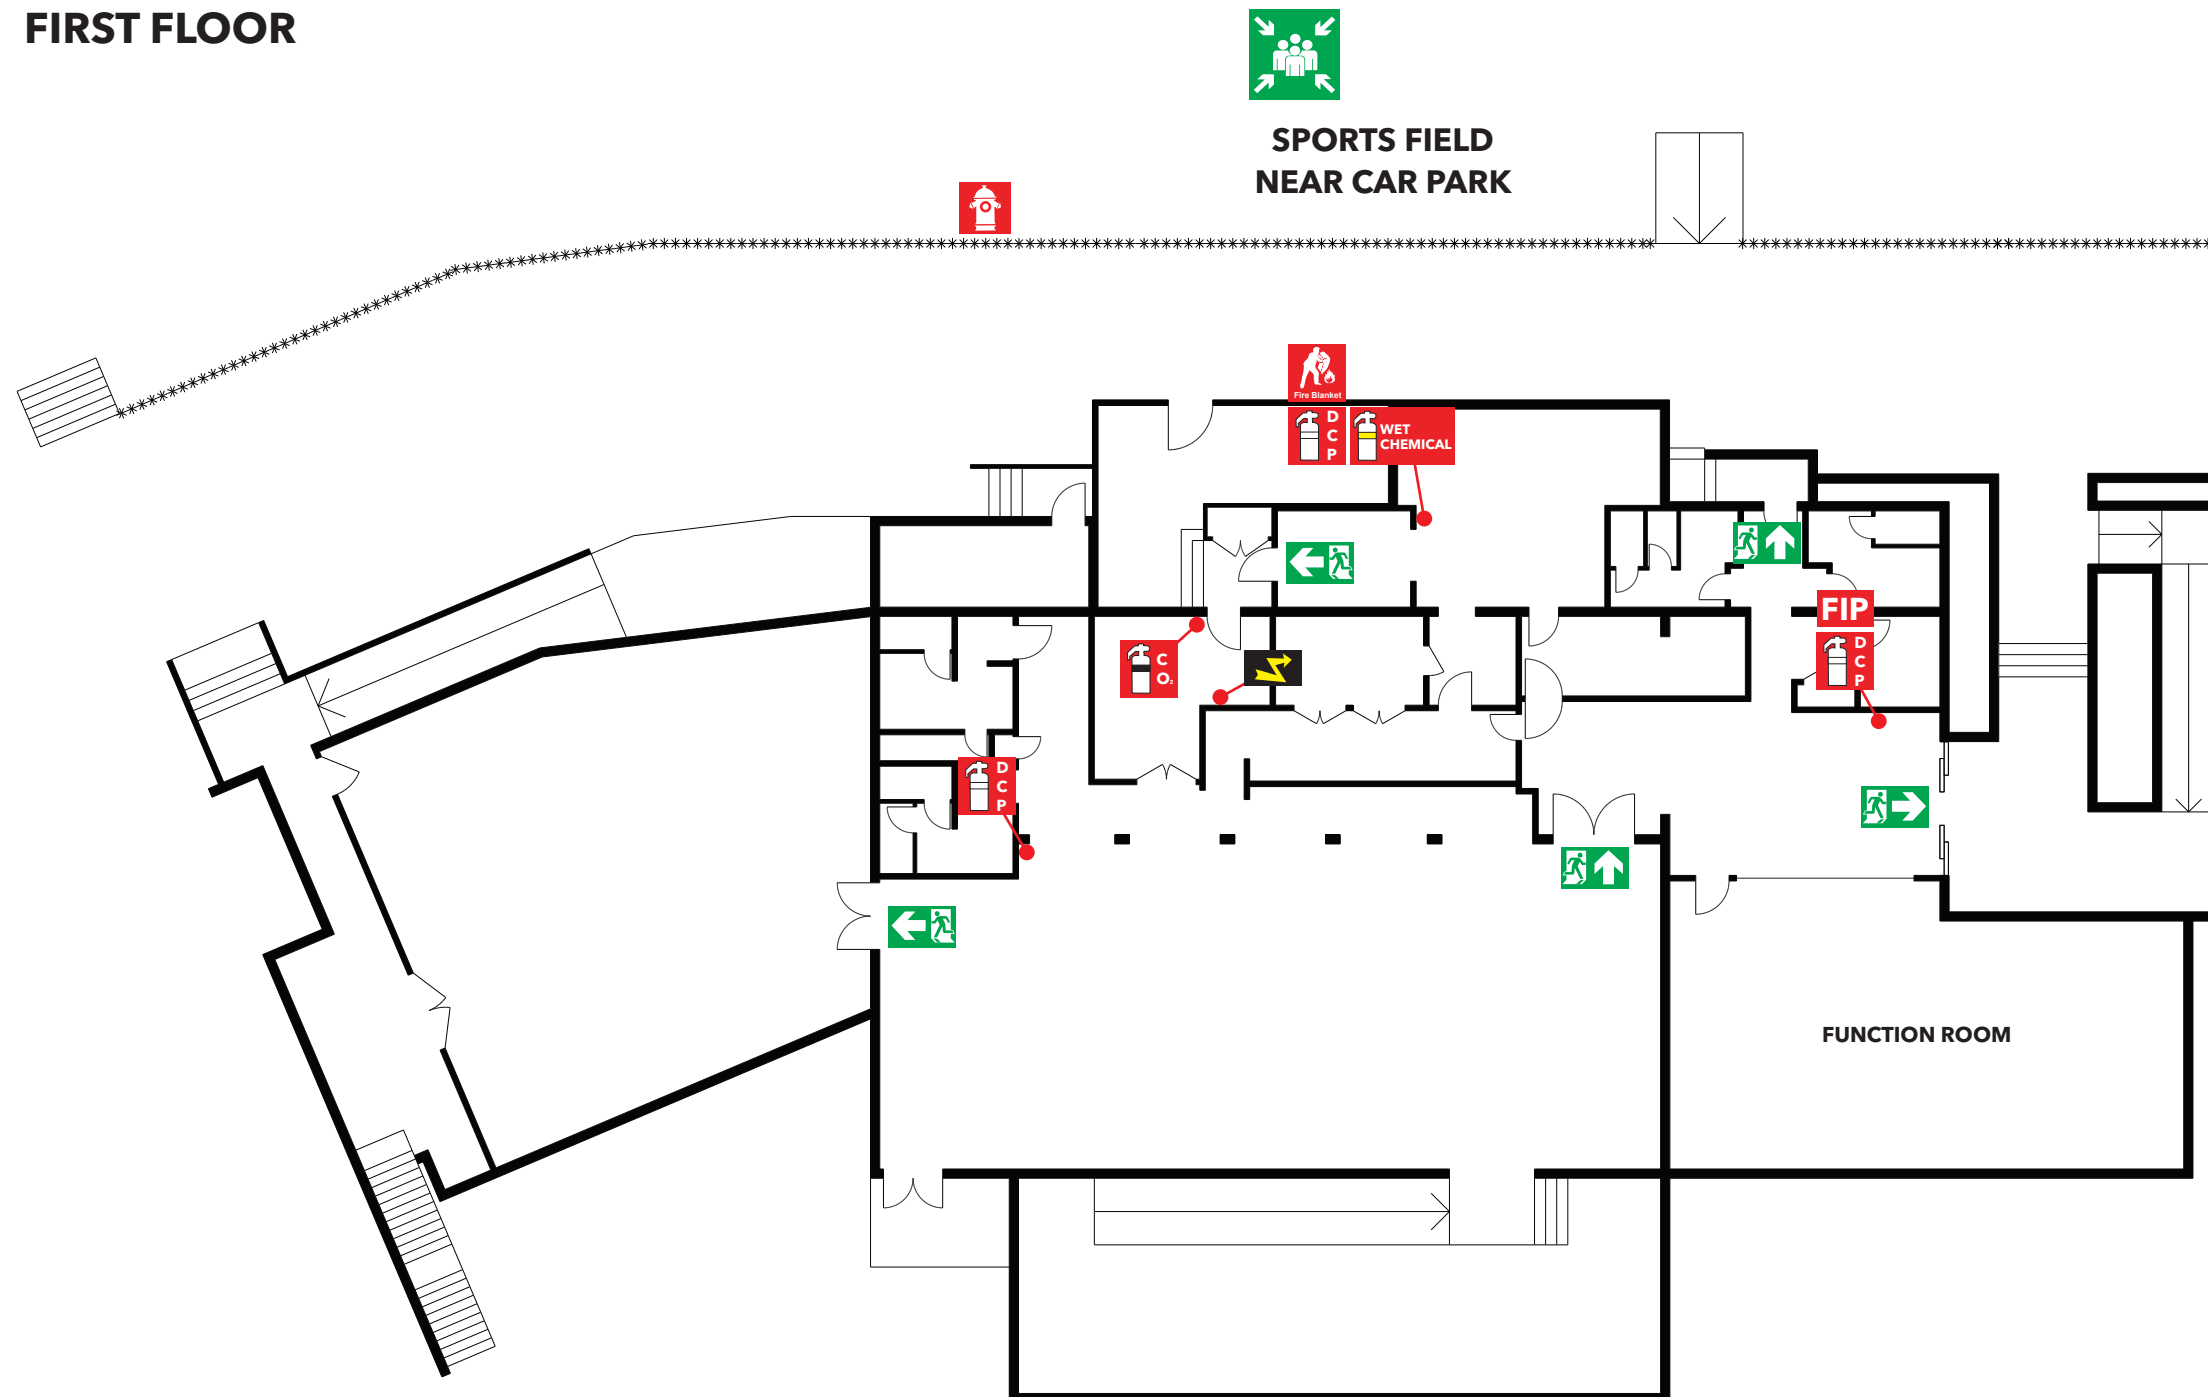 FIRST FLOOR
SPORTS FIELD
NEAR CAR PARK
Fire Blanket
D
C
P
WET
CHEMICAL
FIP
C
O₂
D
C
P
D
C
P
FUNCTION ROOM